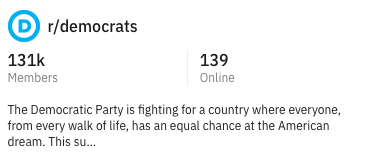 D
r/democrats
131k 139
Members Online
The Democratic Party is fighting for a country where everyone,
from every walk of life, has an equal chance at the American
dream. This su...